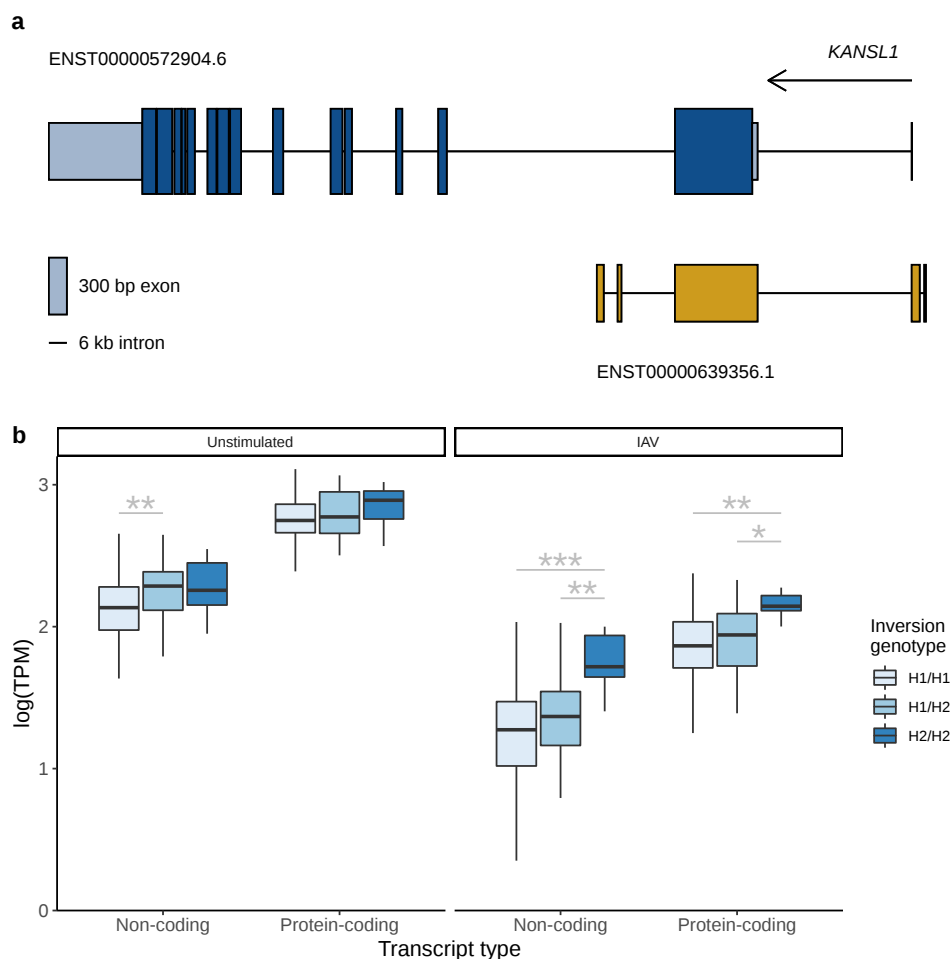 a
ENST00000572904.6
KANSL1
300 bp exon
6 kb intron
ENST00000639356.1
b
Unstimulated
IAV
**
***
**
**
*
log(TPM)
3
2
1
0
Non-coding
Protein-coding
Non-coding
Protein-coding
Transcript type
Inversion
genotype
H1/H1
H1/H2
H2/H2